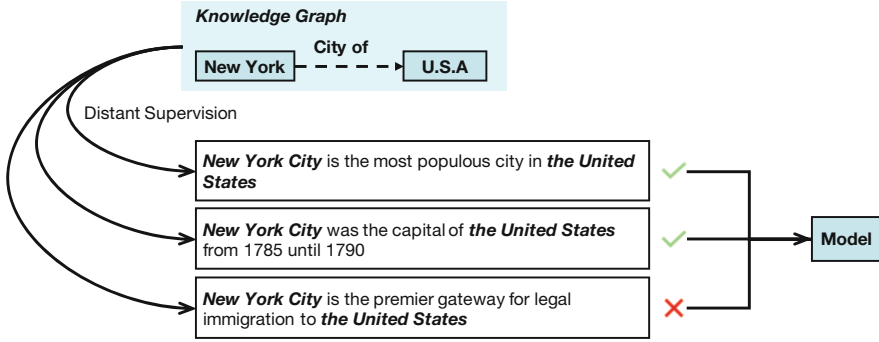 Knowledge Graph
City of
New York
U.S.A
Distant Supervision
New York City is the most populous city in the United
States
New York City was the capital of the United States
from 1785 until 1790
Model
New York City is the premier gateway for legal
immigration to the United States